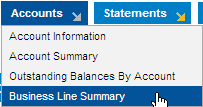 Accounts Statements
Account Information
Account Summary
Outstanding Balances By Account
Business Line Summary